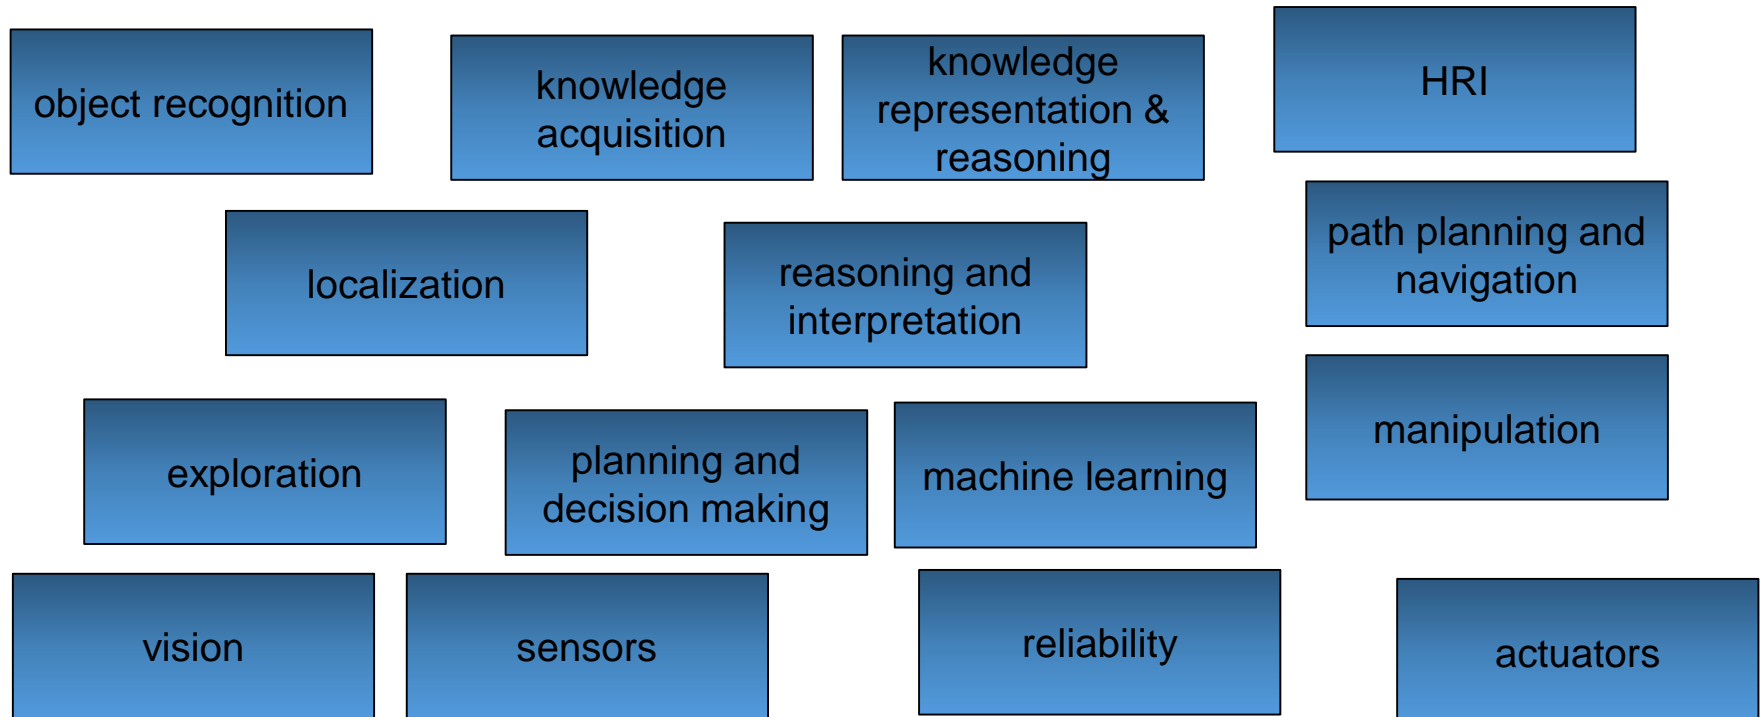 object recognition
knowledge
acquisition
knowledge
representation &
reasoning
HRI
localization
reasoning and
interpretation
path planning and
navigation
exploration
planning and
decision making
machine learning
manipulation
vision
sensors
reliability
actuators